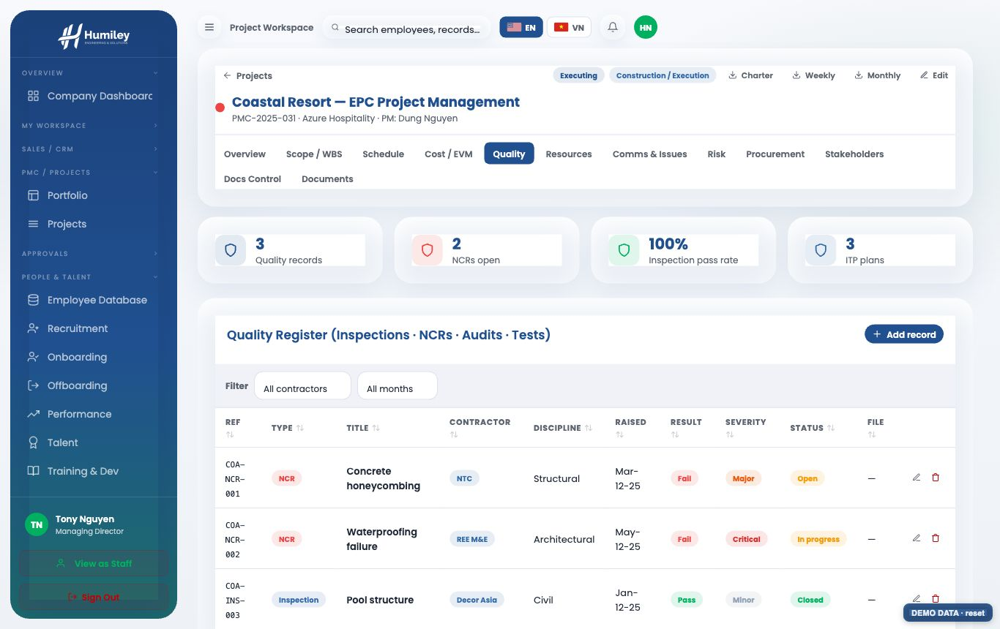 Humiley
ENGINEERING & SOLUTIONS
OVERVIEW
Company Dashboard
MY WORKSPACE
SALES / CRM
PMC / PROJECTS
Portfolio
Projects
APPROVALS
PEOPLE & TALENT
Employee Database
Recruitment
Onboarding
Offboarding
Performance
Talent
Training & Dev
TN
Tony Nguyen
Managing Director
View as Staff
Sign Out
Project Workspace
Search employees, records...
EN
VN
HN
Projects
Executing
Construction / Execution
Charter
Weekly
Monthly
Edit
Coastal Resort — EPC Project Management
PMC-2025-031 · Azure Hospitality · PM: Dung Nguyen
Overview Scope / WBS Schedule Cost / EVM Quality Resources Comms & Issues Risk Procurement Stakeholders
Docs Control Documents
3
Quality records
2
NCRs open
100%
Inspection pass rate
3
ITP plans
Quality Register (Inspections · NCRs · Audits · Tests)
+ Add record
Filter All contractors All months
REF TYPE TITLE CONTRACTOR DISCIPLINE RAISED RESULT SEVERITY STATUS FILE
COA-
NCR-
001
NCR
Concrete
honeycombing
NTC
Structural
Mar-
12-25
Fail
Major
Open
—
COA-
NCR-
002
NCR
Waterproofing
failure
REE M&E
Architectural
May-
12-25
Fail
Critical
In progress
—
COA-
INS-
003
Inspection
Pool structure
Decor Asia
Civil
Jan-
12-25
Pass
Minor
Closed
—
DEMO DATA · reset